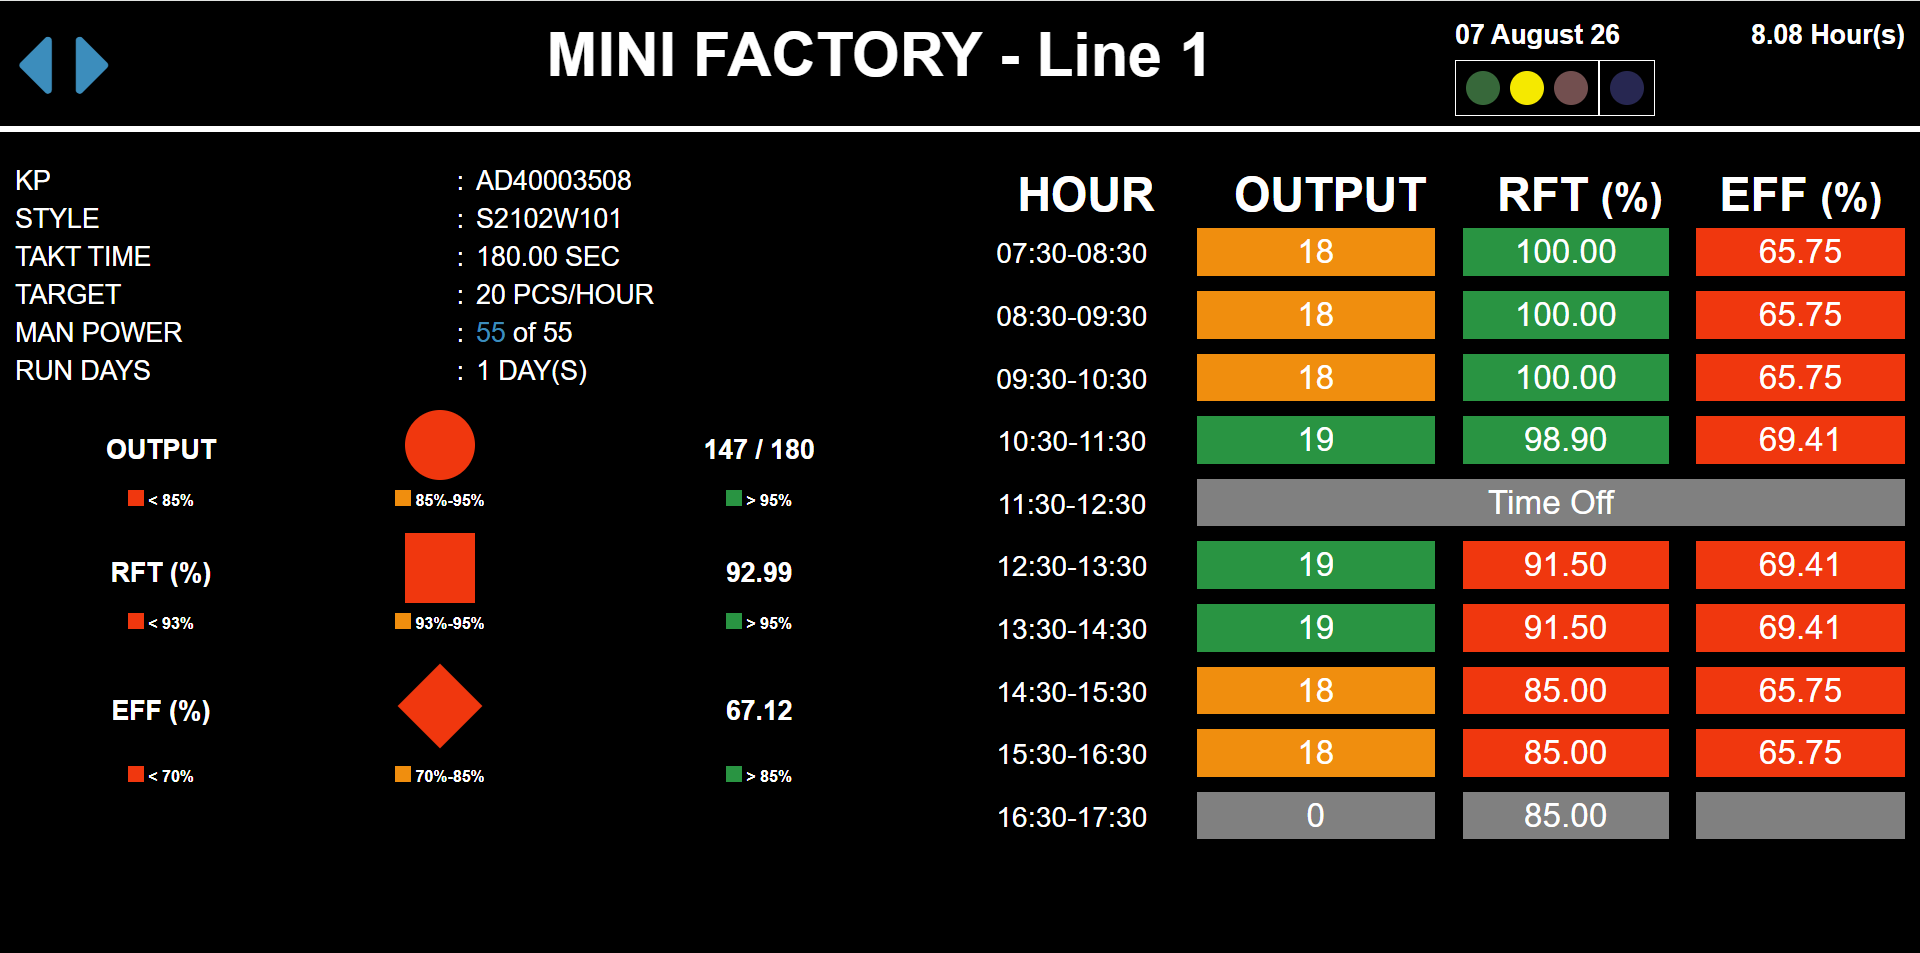 MINI FACTORY - Line 1
07 August 26
8.08 Hour(s)
KP : AD40003508
STYLE : S2102W101
TAKT TIME : 180.00 SEC
TARGET : 20 PCS/HOUR
MAN POWER : 55 of 55
RUN DAYS : 1 DAY(S)
OUTPUT 147 / 180
< 85% 85%-95% > 95%
RFT (%) 92.99
< 93% 93%-95% > 95%
EFF (%) 67.12
< 70% 70%-85% > 85%
HOUR OUTPUT RFT (%) EFF (%)
07:30-08:30 18 100.00 65.75
08:30-09:30 18 100.00 65.75
09:30-10:30 18 100.00 65.75
10:30-11:30 19 98.90 69.41
11:30-12:30 Time Off
12:30-13:30 19 91.50 69.41
13:30-14:30 19 91.50 69.41
14:30-15:30 18 85.00 65.75
15:30-16:30 18 85.00 65.75
16:30-17:30 0 85.00